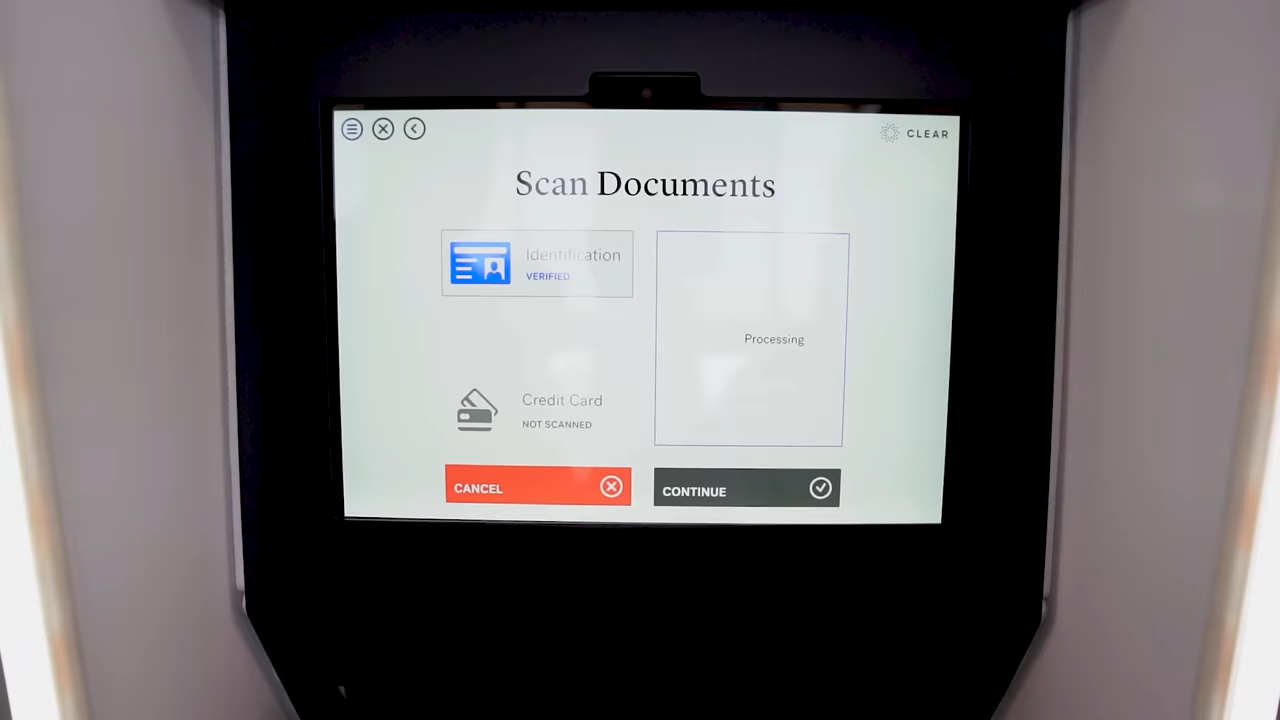 CLEAR
Scan Documents
Identification
VERIFIED
Processing
Credit Card
NOT SCANNED
CANCEL
CONTINUE